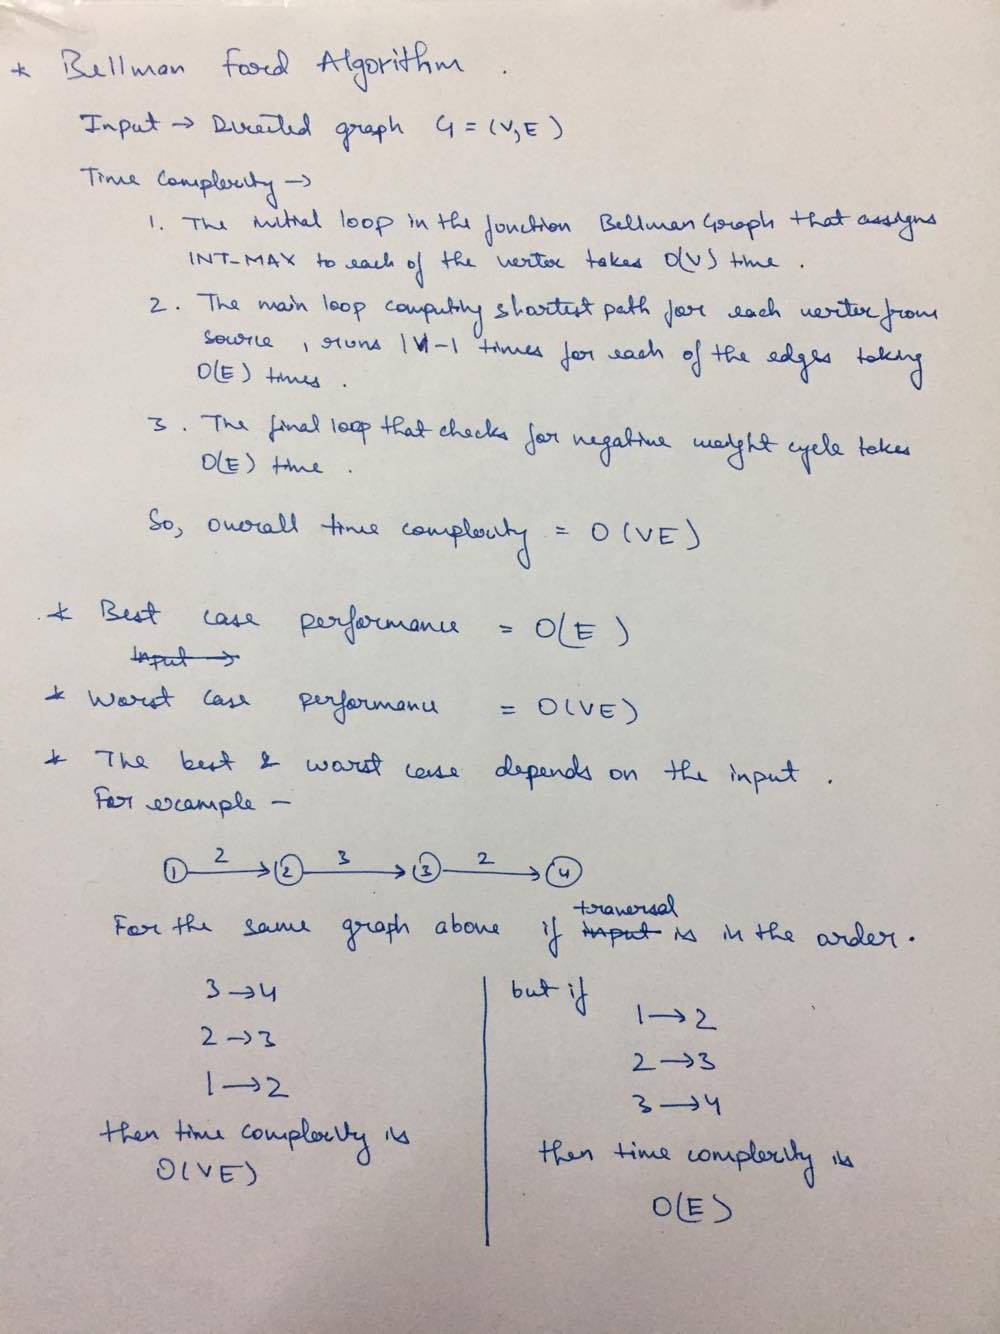 * Bellman Ford Algorithm.
Input → Directed graph G = (V,E)
Time Complexity →
1. The initial loop in the function Bellman Graph that assigns
INT-MAX to each of the vertex takes O(V) time.
2. The main loop computing shortest path for each vertex from
source, runs |V|-1 times for each of the edges taking
O(E) times.
3. The final loop that checks for negative weight cycle takes
O(E) time.
So, overall time complexity = O(VE)
* Best case performance = O(E)
Input →
* Worst case performance = O(VE)
* The best & worst case depends on the input.
For example -
1 2 → 2 3 → 3 2 → 4
traversal
For the same graph above if input is in the order.
3 → 4
2 → 3
1 → 2
then time complexity is
O(VE)
but if
1 → 2
2 → 3
3 → 4
then time complexity is
O(E)